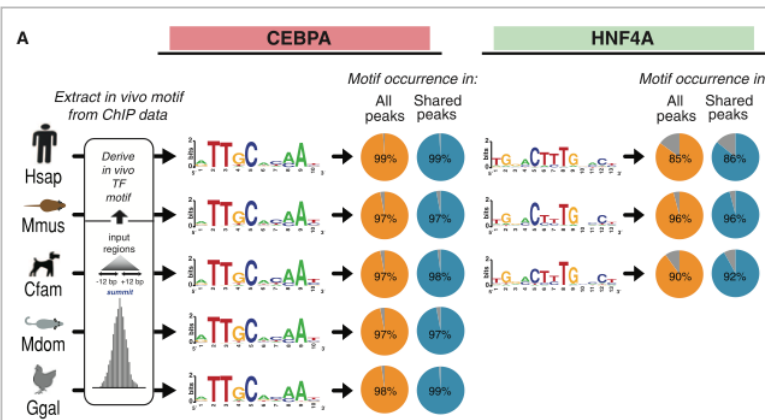 A
CEBPA
HNF4A
Motif occurrence in:
Motif occurrence in
Extract in vivo motif
from ChIP data
All
peaks
Shared
peaks
All
peaks
Shared
peaks
Hsap
Derive
in vivo
TF
motif
99%
99%
85%
86%
Mmus
97%
97%
96%
96%
input
regions
-12 bp +12 bp
summit
Cfam
97%
98%
90%
92%
Mdom
97%
97%
Ggal
98%
99%